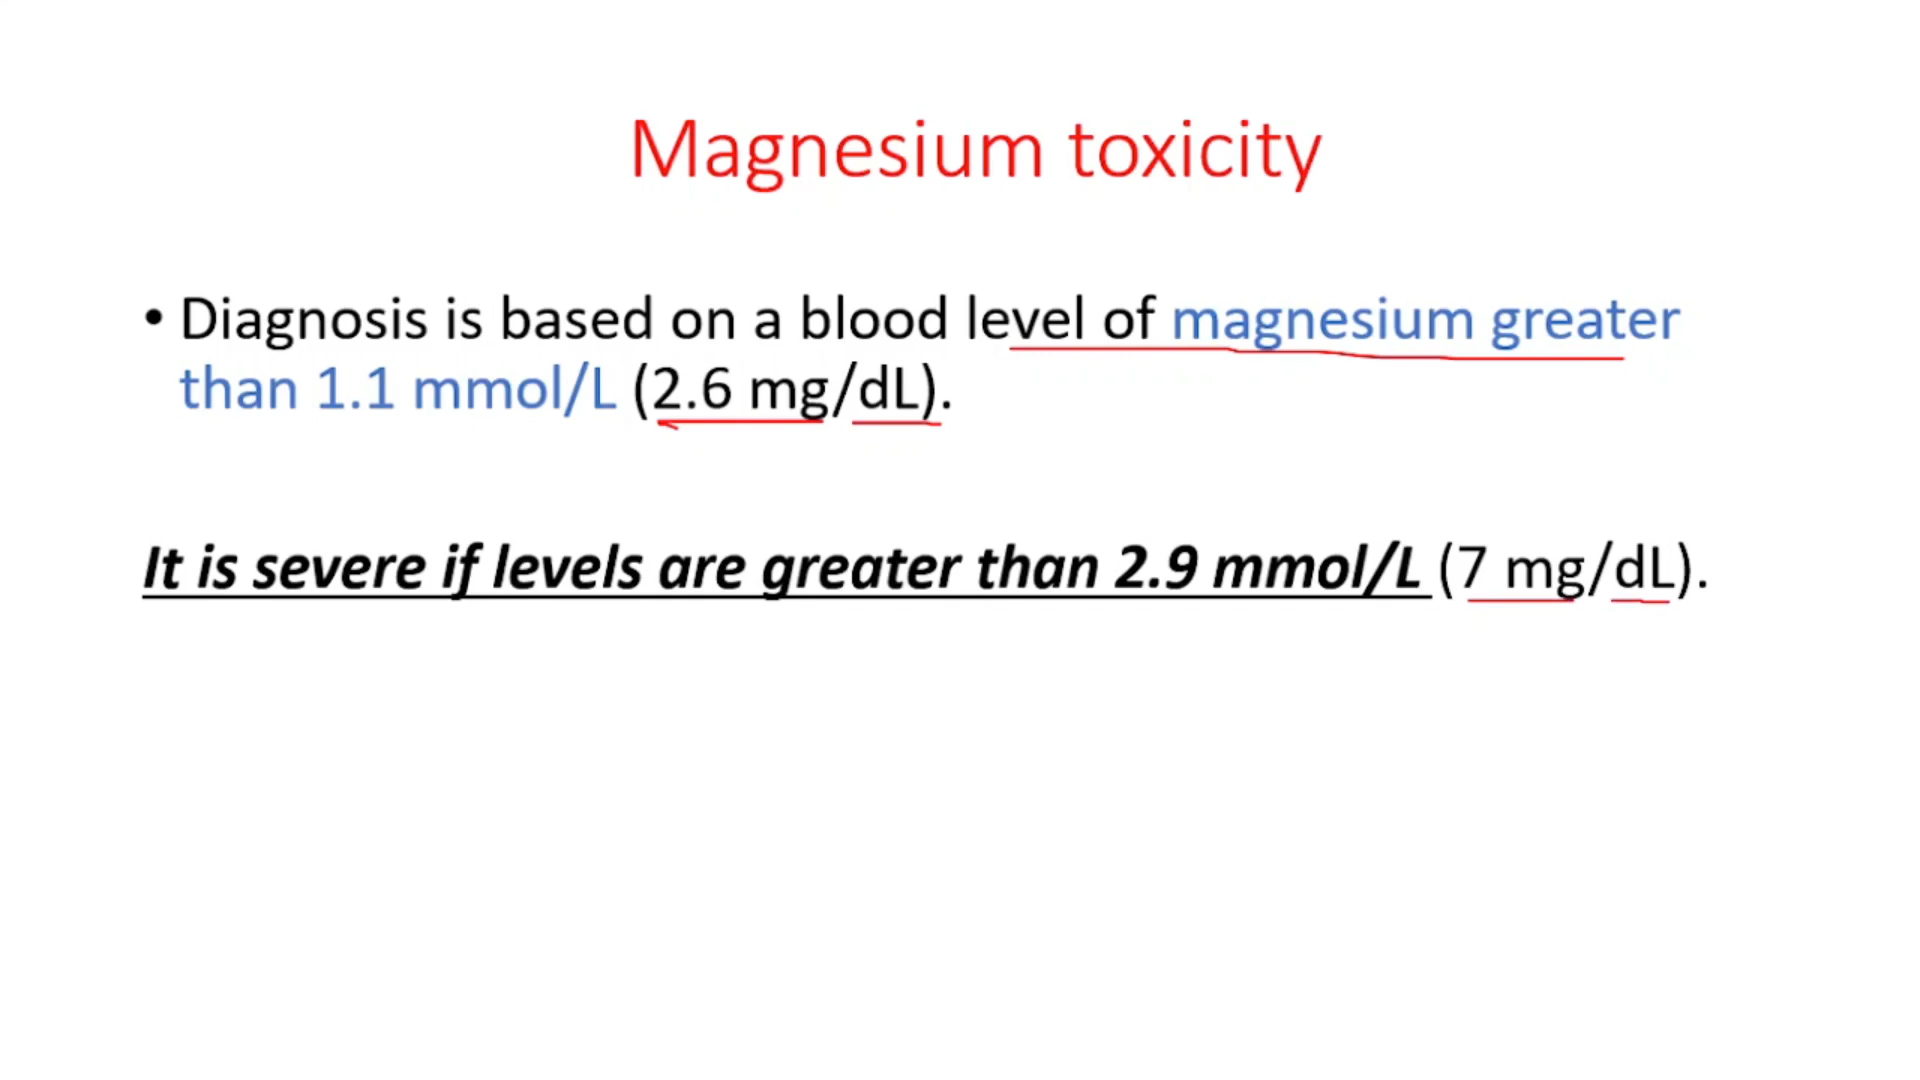 Magnesium toxicity
• Diagnosis is based on a blood level of magnesium greater
than 1.1 mmol/L (2.6 mg/dL).
It is severe if levels are greater than 2.9 mmol/L (7 mg/dL).